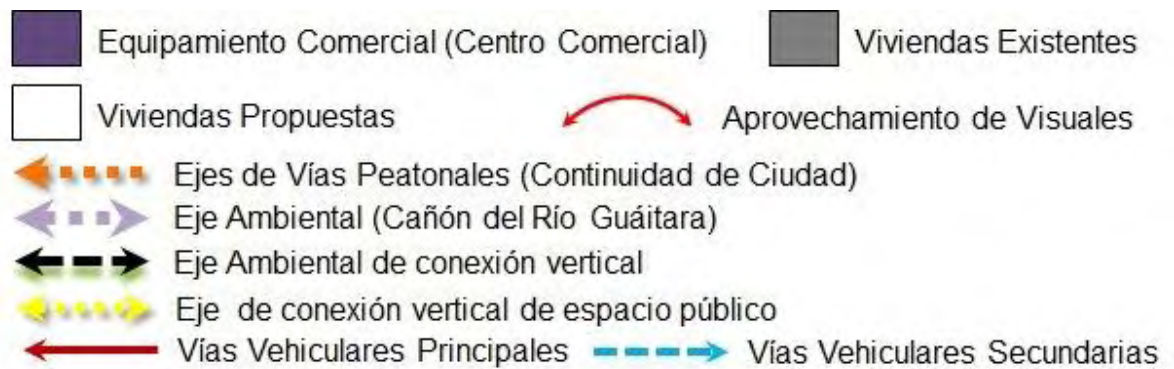 Equipamiento Comercial (Centro Comercial) Viviendas Existentes
Viviendas Propuestas Aprovechamiento de Visuales
Ejes de Vías Peatonales (Continuidad de Ciudad)
Eje Ambiental (Cañón del Río Guáitara)
Eje Ambiental de conexión vertical
Eje de conexión vertical de espacio público
Vías Vehiculares Principales Vías Vehiculares Secundarias